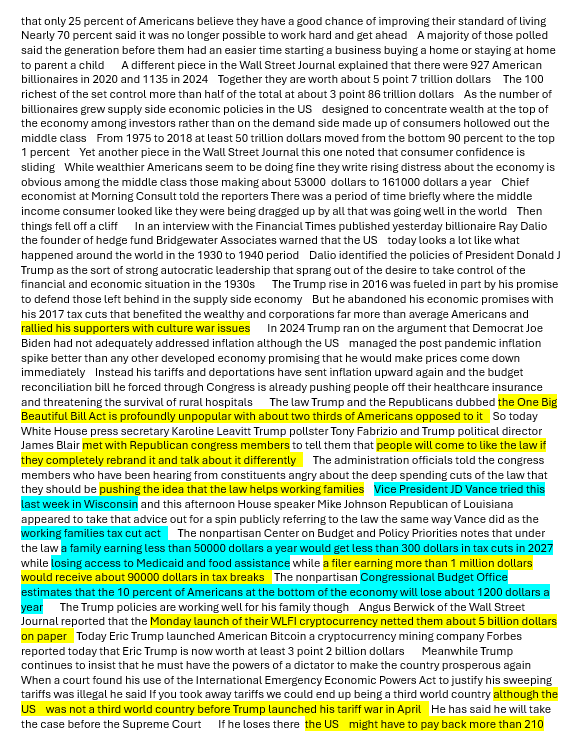 that only 25 percent of Americans believe they have a good chance of improving their standard of living
Nearly 70 percent said it was no longer possible to work hard and get ahead    A majority of those polled
said the generation before them had an easier time starting a business buying a home or staying at home
to parent a child      A different piece in the Wall Street Journal explained that there were 927 American
billionaires in 2020 and 1135 in 2024   Together they are worth about 5 point 7 trillion dollars    The 100
richest of the set control more than half of the total at about 3 point 86 trillion dollars   As the number of
billionaires grew supply side economic policies in the US   designed to concentrate wealth at the top of
the economy among investors rather than on the demand side made up of consumers hollowed out the
middle class   From 1975 to 2018 at least 50 trillion dollars moved from the bottom 90 percent to the top
1 percent    Yet another piece in the Wall Street Journal this one noted that consumer confidence is
sliding   While wealthier Americans seem to be doing fine they write rising distress about the economy is
obvious among the middle class those making about 53000  dollars to 161000 dollars a year   Chief
economist at Morning Consult told the reporters There was a period of time briefly where the middle
income consumer looked like they were being dragged up by all that was going well in the world   Then
things fell off a cliff      In an interview with the Financial Times published yesterday billionaire Ray Dalio
the founder of hedge fund Bridgewater Associates warned that the US   today looks a lot like what
happened around the world in the 1930 to 1940 period   Dalio identified the policies of President Donald J
Trump as the sort of strong autocratic leadership that sprang out of the desire to take control of the
financial and economic situation in the 1930s      The Trump rise in 2016 was fueled in part by his promise
to defend those left behind in the supply side economy   But he abandoned his economic promises with
his 2017 tax cuts that benefited the wealthy and corporations far more than average Americans and
rallied his supporters with culture war issues      In 2024 Trump ran on the argument that Democrat Joe
Biden had not adequately addressed inflation although the US   managed the post pandemic inflation
spike better than any other developed economy promising that he would make prices come down
immediately   Instead his tariffs and deportations have sent inflation upward again and the budget
reconciliation bill he forced through Congress is already pushing people off their healthcare insurance
and threatening the survival of rural hospitals      The law Trump and the Republicans dubbed the One Big
Beautiful Bill Act is profoundly unpopular with about two thirds of Americans opposed to it   So today
White House press secretary Karoline Leavitt Trump pollster Tony Fabrizio and Trump political director
James Blair met with Republican congress members to tell them that people will come to like the law if
they completely rebrand it and talk about it differently    The administration officials told the congress
members who have been hearing from constituents angry about the deep spending cuts of the law that
they should be pushing the idea that the law helps working families   Vice President JD Vance tried this
last week in Wisconsin and this afternoon House speaker Mike Johnson Republican of Louisiana
appeared to take that advice out for a spin publicly referring to the law the same way Vance did as the
working families tax cut act     The nonpartisan Center on Budget and Policy Priorities notes that under
the law a family earning less than 50000 dollars a year would get less than 300 dollars in tax cuts in 2027
while losing access to Medicaid and food assistance while a filer earning more than 1 million dollars
would receive about 90000 dollars in tax breaks   The nonpartisan Congressional Budget Office
estimates that the 10 percent of Americans at the bottom of the economy will lose about 1200 dollars a
year      The Trump policies are working well for his family though   Angus Berwick of the Wall Street
Journal reported that the Monday launch of their WLFI cryptocurrency netted them about 5 billion dollars
on paper   Today Eric Trump launched American Bitcoin a cryptocurrency mining company Forbes
reported today that Eric Trump is now worth at least 3 point 2 billion dollars      Meanwhile Trump
continues to insist that he must have the powers of a dictator to make the country prosperous again
When a court found his use of the International Emergency Economic Powers Act to justify his sweeping
tariffs was illegal he said If you took away tariffs we could end up being a third world country although the
US   was not a third world country before Trump launched his tariff war in April   He has said he will take
the case before the Supreme Court      If he loses there  the US   might have to pay back more than 210